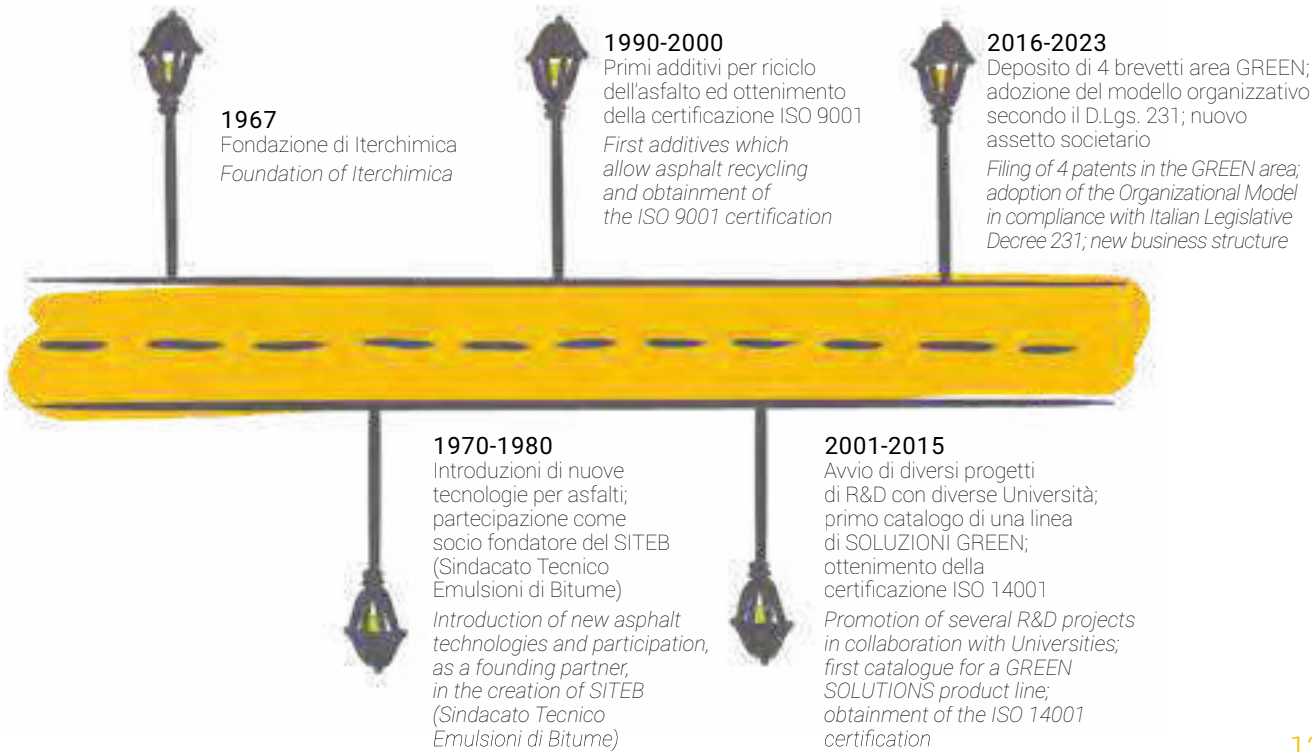 1967
Fondazione di Iterchimica
Foundation of Iterchimica
1990-2000
Primi additivi per riciclo
dell'asfalto ed ottenimento
della certificazione ISO 9001
First additives which
allow asphalt recycling
and obtainment of
the ISO 9001 certification
2016-2023
Deposito di 4 brevetti area GREEN;
adozione del modello organizzativo
secondo il D.Lgs. 231; nuovo
assetto societario
Filing of 4 patents in the GREEN area;
adoption of the Organizational Model
in compliance with Italian Legislative
Decree 231; new business structure
1970-1980
Introduzioni di nuove
tecnologie per asfalti;
partecipazione come
socio fondatore del SITEB
(Sindacato Tecnico
Emulsioni di Bitume)
Introduction of new asphalt
technologies and participation,
as a founding partner,
in the creation of SITEB
(Sindacato Tecnico
Emulsioni di Bitume)
2001-2015
Avvio di diversi progetti
di R&D con diverse Università;
primo catalogo di una linea
di SOLUZIONI GREEN;
ottenimento della
certificazione ISO 14001
Promotion of several R&D projects
in collaboration with Universities;
first catalogue for a GREEN
SOLUTIONS product line;
obtainment of the ISO 14001
certification